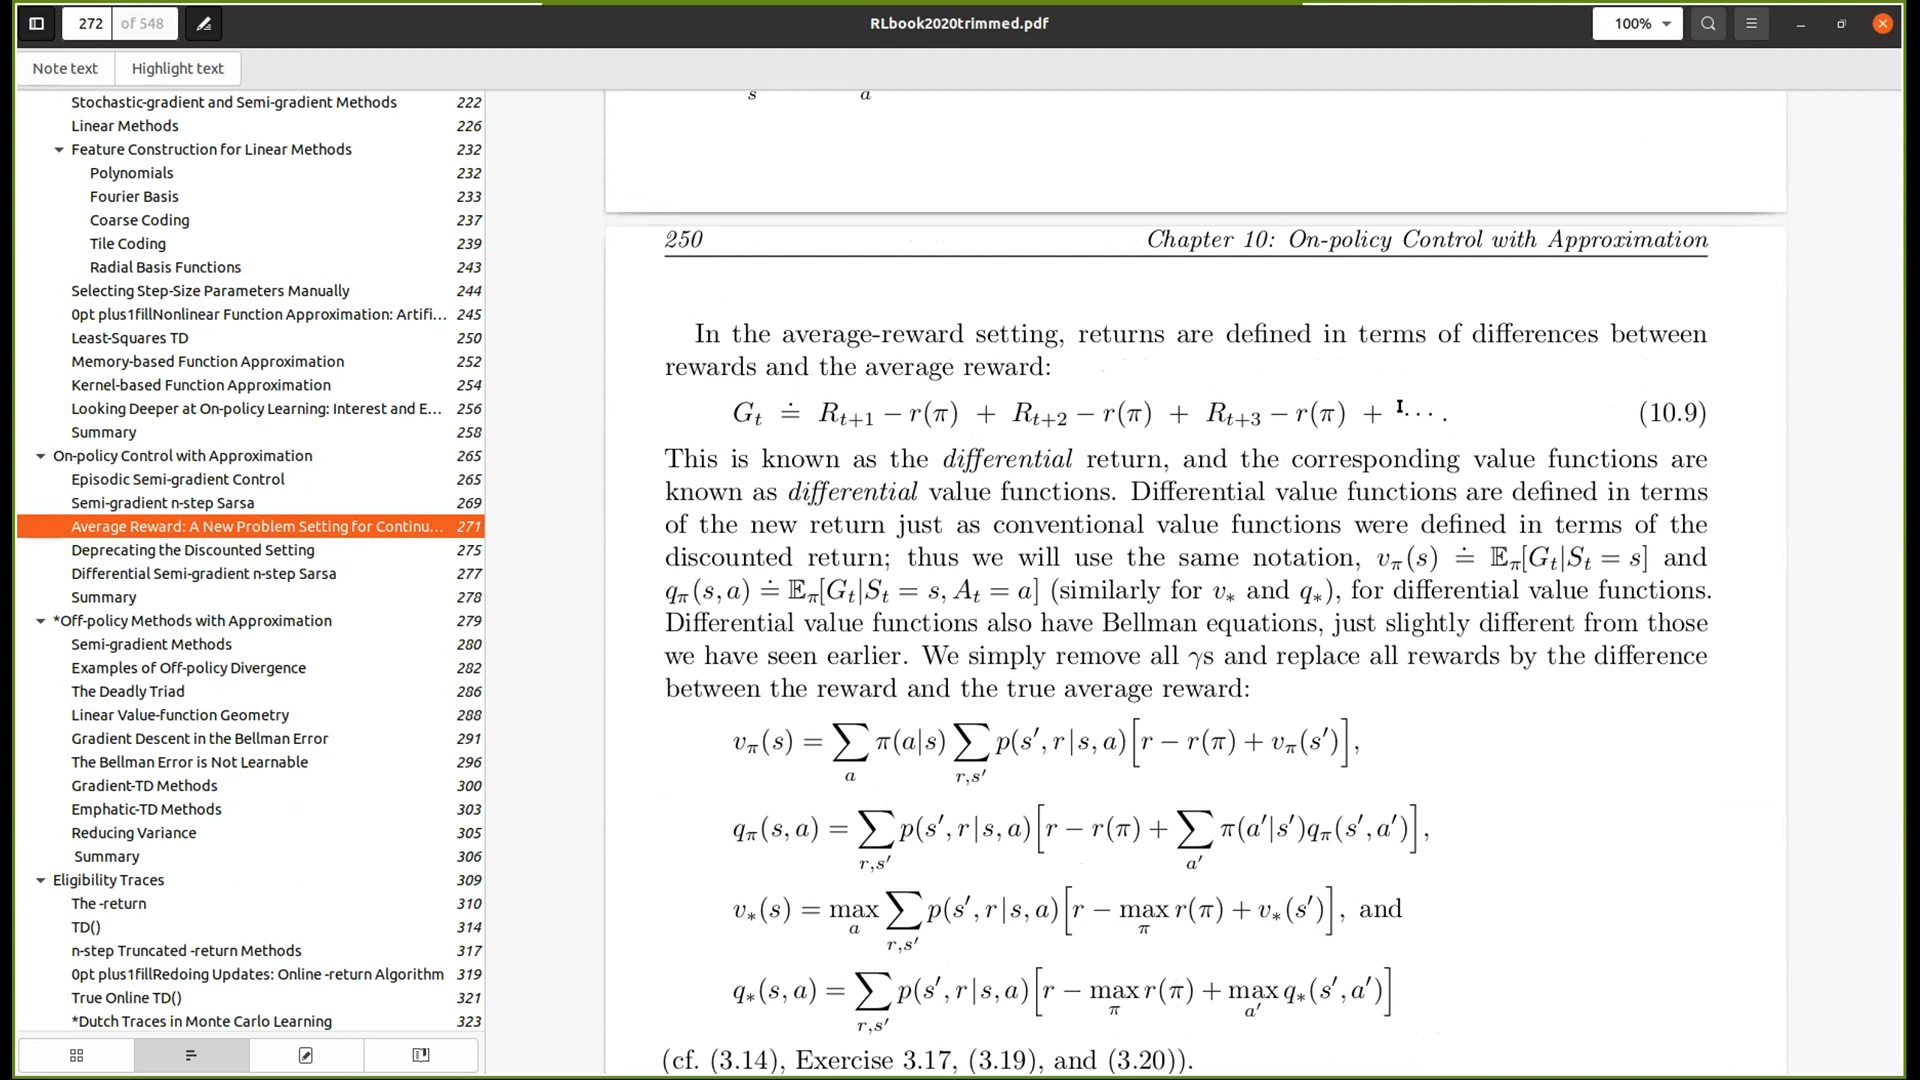 272 of 548
RLbook2020trimmed.pdf
100%
Note text Highlight text
Stochastic-gradient and Semi-gradient Methods 222
Linear Methods 226
Feature Construction for Linear Methods 232
Polynomials 232
Fourier Basis 233
Coarse Coding 237
Tile Coding 239
Radial Basis Functions 243
Selecting Step-Size Parameters Manually 244
0pt plus1fillNonlinear Function Approximation: Artifi... 245
Least-Squares TD 250
Memory-based Function Approximation 252
Kernel-based Function Approximation 254
Looking Deeper at On-policy Learning: Interest and E... 256
Summary 258
On-policy Control with Approximation 265
Episodic Semi-gradient Control 265
Semi-gradient n-step Sarsa 269
Average Reward: A New Problem Setting for Continu... 271
Deprecating the Discounted Setting 275
Differential Semi-gradient n-step Sarsa 277
Summary 278
*Off-policy Methods with Approximation 279
Semi-gradient Methods 280
Examples of Off-policy Divergence 282
The Deadly Triad 286
Linear Value-function Geometry 288
Gradient Descent in the Bellman Error 291
The Bellman Error is Not Learnable 296
Gradient-TD Methods 300
Emphatic-TD Methods 303
Reducing Variance 305
Summary 306
Eligibility Traces 309
The -return 310
TD() 314
n-step Truncated -return Methods 317
0pt plus1fillRedoing Updates: Online -return Algorithm 319
True Online TD() 321
*Dutch Traces in Monte Carlo Learning 323
s a
250 Chapter 10: On-policy Control with Approximation
In the average-reward setting, returns are defined in terms of differences between
rewards and the average reward:
G_t ≐ R_{t+1} − r(π) + R_{t+2} − r(π) + R_{t+3} − r(π) + ··· . (10.9)
This is known as the differential return, and the corresponding value functions are
known as differential value functions. Differential value functions are defined in terms
of the new return just as conventional value functions were defined in terms of the
discounted return; thus we will use the same notation, v_π(s) ≐ 𝔼_π[G_t|S_t = s] and
q_π(s, a) ≐ 𝔼_π[G_t|S_t = s, A_t = a] (similarly for v_* and q_*), for differential value functions.
Differential value functions also have Bellman equations, just slightly different from those
we have seen earlier. We simply remove all γs and replace all rewards by the difference
between the reward and the true average reward:
v_π(s) = ∑_a π(a|s) ∑_{r,s′} p(s′, r|s, a)[r − r(π) + v_π(s′)],
q_π(s, a) = ∑_{r,s′} p(s′, r|s, a)[r − r(π) + ∑_{a′} π(a′|s′)q_π(s′, a′)],
v_*(s) = max_a ∑_{r,s′} p(s′, r|s, a)[r − max_π r(π) + v_*(s′)], and
q_*(s, a) = ∑_{r,s′} p(s′, r|s, a)[r − max_π r(π) + max_{a′} q_*(s′, a′)]
(cf. (3.14), Exercise 3.17, (3.19), and (3.20)).